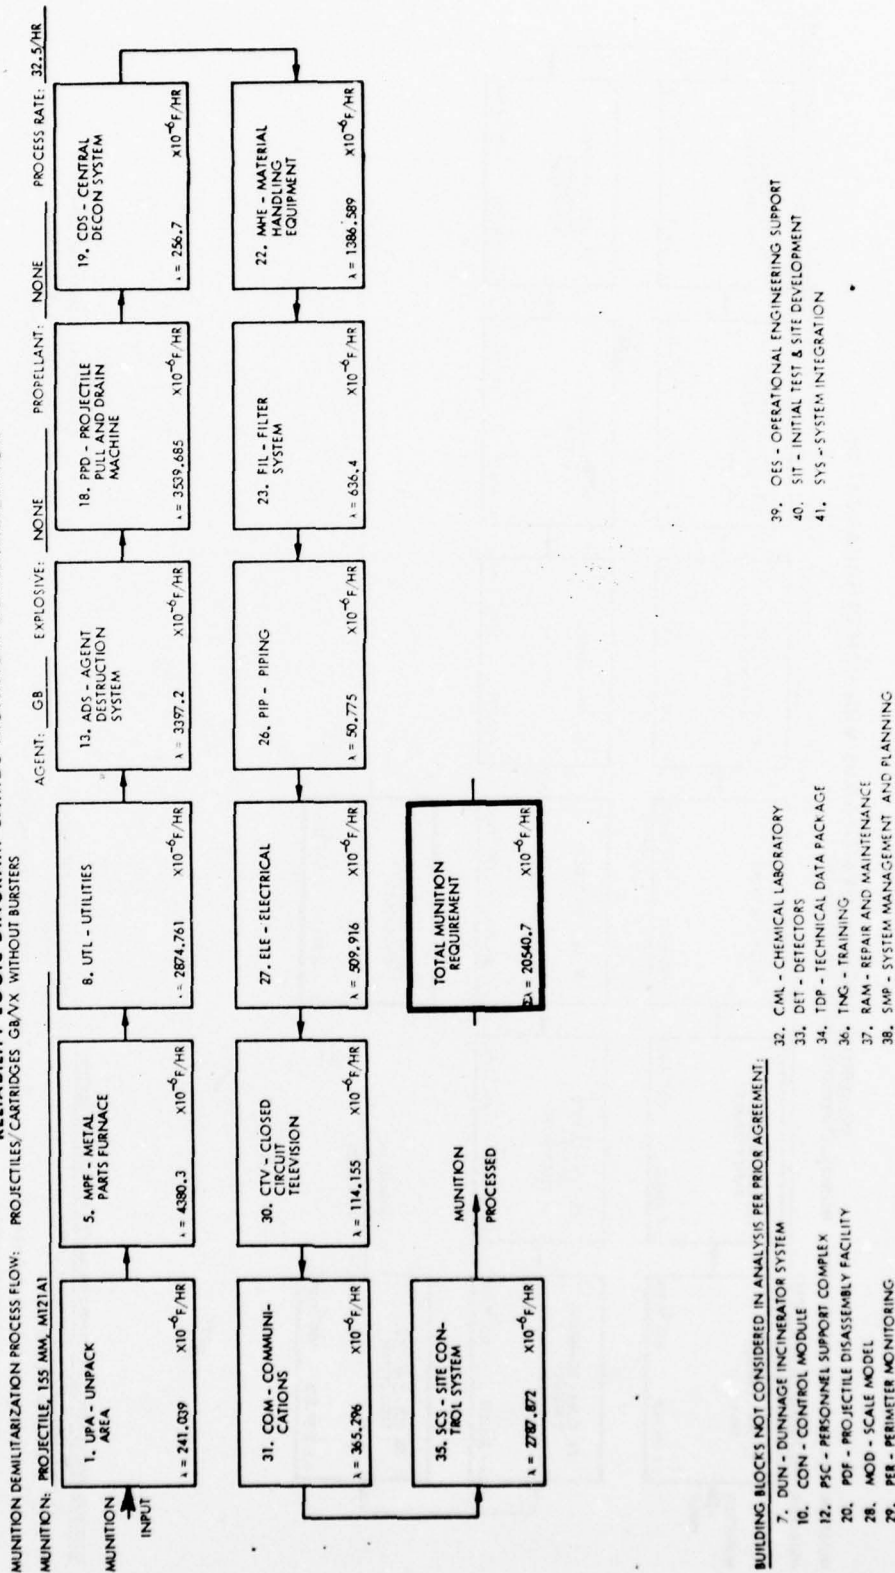 MUNITION DEMILITARIZATION PROCESS FLOW: PROJECTILES/CARTRIDGES GB/VX WITHOUT BURSTERS
MUNITION: PROJECTILE, 155 MM, M121A1
AGENT: GB EXPLOSIVE: NONE PROPELLANT: NONE PROCESS RATE: 32.5/HR
MUNITION
INPUT
1. UPA - UNPACK
AREA
λ = 241.039 X10⁻⁶F/HR
5. MPF - METAL
PARTS FURNACE
λ = 4380.3 X10⁻⁶F/HR
8. UTL - UTILITIES
= 2874.761 X10⁻⁶F/HR
13. ADS - AGENT
DESTRUCTION
SYSTEM
λ = 3397.2 X10⁻⁶F/HR
18. PPD - PROJECTILE
PULL AND DRAIN
MACHINE
λ = 3539.685 X10⁻⁶F/HR
19. CDS - CENTRAL
DECON SYSTEM
λ = 256.7 X10⁻⁶F/HR
22. MHE - MATERIAL
HANDLING
EQUIPMENT
λ = 1386.589 X10⁻⁶F/HR
23. FIL - FILTER
SYSTEM
λ = 636.4 X10⁻⁶F/HR
26. PIP - PIPING
λ = 50.775 X10⁻⁶F/HR
27. ELE - ELECTRICAL
λ = 509.916 X10⁻⁶F/HR
30. CTV - CLOSED
CIRCUIT
TELEVISION
λ = 114.155 X10⁻⁶F/HR
31. COM - COMMUNI-
CATIONS
λ = 365.296 X10⁻⁶F/HR
35. SCS - SITE CON-
TROL SYSTEM
λ = 2787.872 X10⁻⁶F/HR
MUNITION
PROCESSED
TOTAL MUNITION
REQUIREMENT
Σλ = 20540.7 X10⁻⁶F/HR
BUILDING BLOCKS NOT CONSIDERED IN ANALYSIS PER PRIOR AGREEMENT:
7. DUN - DUNNAGE INCINERATOR SYSTEM
10. CON - CONTROL MODULE
12. PSC - PERSONNEL SUPPORT COMPLEX
20. PDF - PROJECTILE DISASSEMBLY FACILITY
28. MOD - SCALE MODEL
29. PER - PERIMETER MONITORING
32. CML - CHEMICAL LABORATORY
33. DET - DETECTORS
34. TDP - TECHNICAL DATA PACKAGE
36. TNG - TRAINING
37. RAM - REPAIR AND MAINTENANCE
38. SMP - SYSTEM MANAGEMENT AND PLANNING
39. OES - OPERATIONAL ENGINEERING SUPPORT
40. SIT - INITIAL TEST & SITE DEVELOPMENT
41. SYS - SYSTEM INTEGRATION